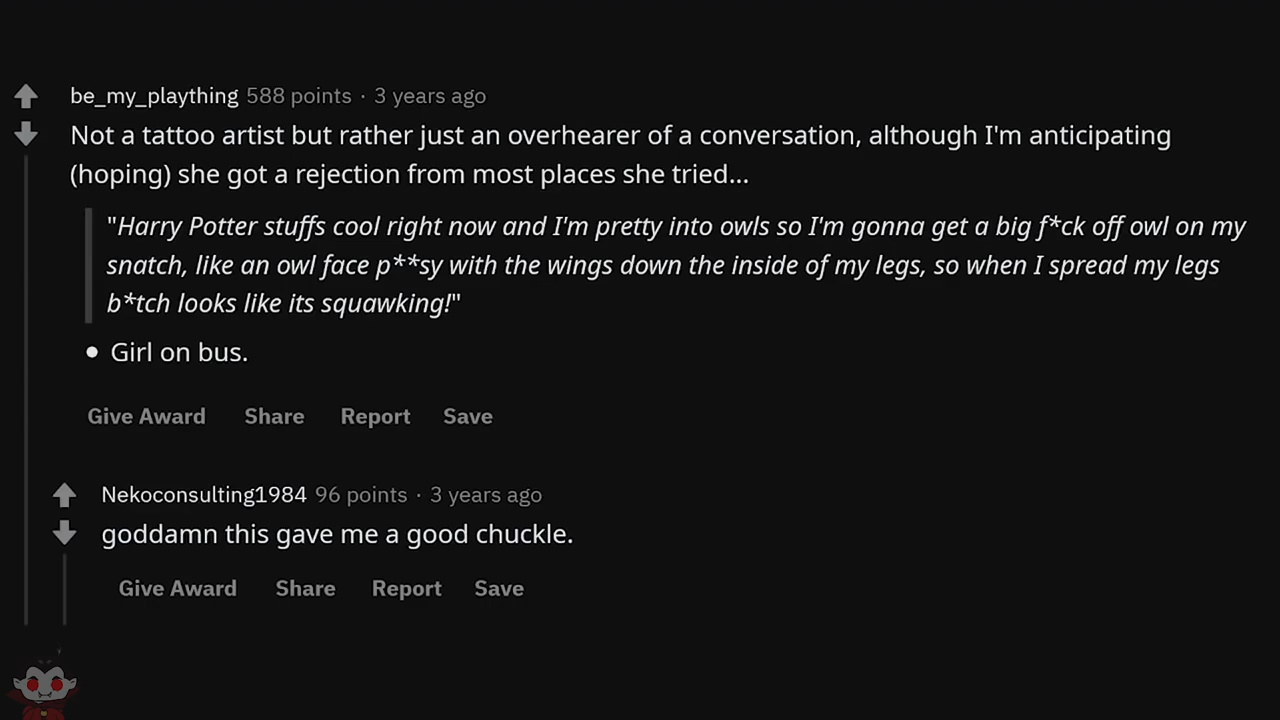 be_my_plaything 588 points · 3 years ago
Not a tattoo artist but rather just an overhearer of a conversation, although I'm anticipating
(hoping) she got a rejection from most places she tried...
"Harry Potter stuffs cool right now and I'm pretty into owls so I'm gonna get a big f*ck off owl on my
snatch, like an owl face p**sy with the wings down the inside of my legs, so when I spread my legs
b*tch looks like its squawking!"
• Girl on bus.
Give Award Share Report Save
Nekoconsulting1984 96 points · 3 years ago
goddamn this gave me a good chuckle.
Give Award Share Report Save